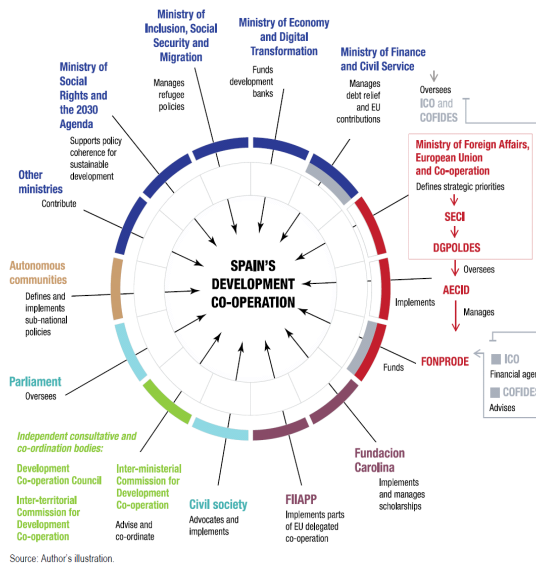 Ministry of
Inclusion, Social
Security and
Migration
Manages
refugee
policies
Ministry of Economy
and Digital
Transformation
Funds
development
banks
Ministry of Finance
and Civil Service
Manages
debt relief and EU
contributions
Oversees
ICO and
COFIDES
Ministry of
Social
Rights and
the 2030
Agenda
Supports policy
coherence for
sustainable
development
Ministry of Foreign Affairs,
European Union
and Co-operation
Defines strategic priorities
SECI
DGPOLDES
Oversees
AECID
Implements
Manages
FONPRODE
Funds
ICO
Financial agen
COFIDES
Advises
Other
ministries
Contribute
Autonomous
communities
Defines and
implements
sub-national
policies
SPAIN'S
DEVELOPMENT
CO-OPERATION
Parliament
Oversees
Independent consultative and
co-ordination bodies:
Development
Co-operation Council
Inter-territorial
Commission for
Development
Co-operation
Inter-ministerial
Commission for
Development
Co-operation
Advise and
co-ordinate
Civil society
Advocates and
implements
FIIAPP
Implements parts
of EU delegated
co-operation
Fundacion
Carolina
Implements
and manages
scholarships
Source: Author's illustration.